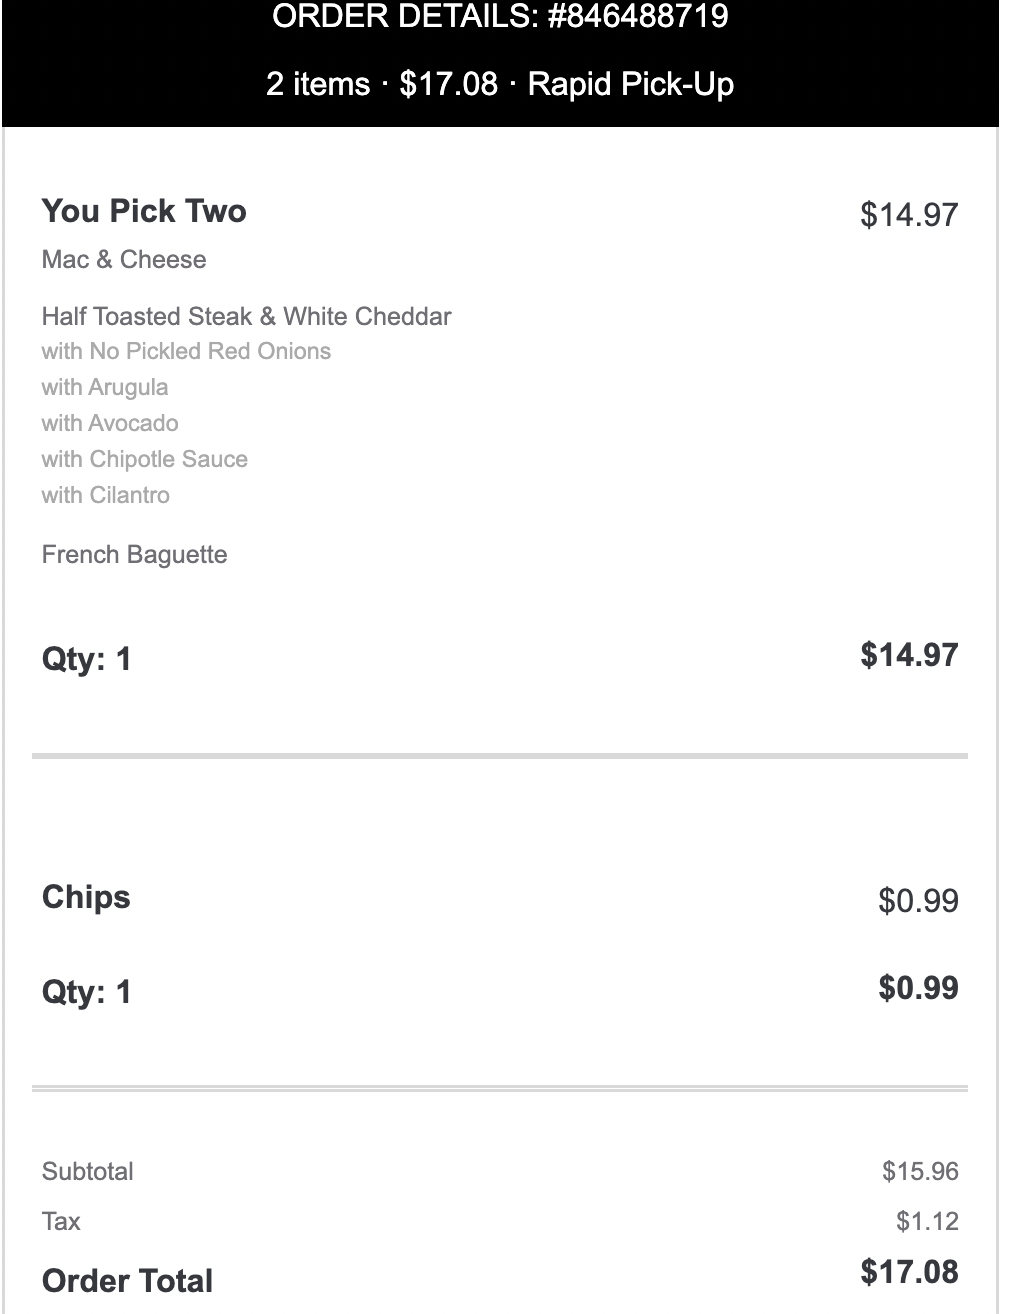 ORDER DETAILS: #846488719
2 items · $17.08 · Rapid Pick-Up
You Pick Two $14.97
Mac & Cheese
Half Toasted Steak & White Cheddar
with No Pickled Red Onions
with Arugula
with Avocado
with Chipotle Sauce
with Cilantro
French Baguette
Qty: 1 $14.97
Chips $0.99
Qty: 1 $0.99
Subtotal $15.96
Tax $1.12
Order Total $17.08